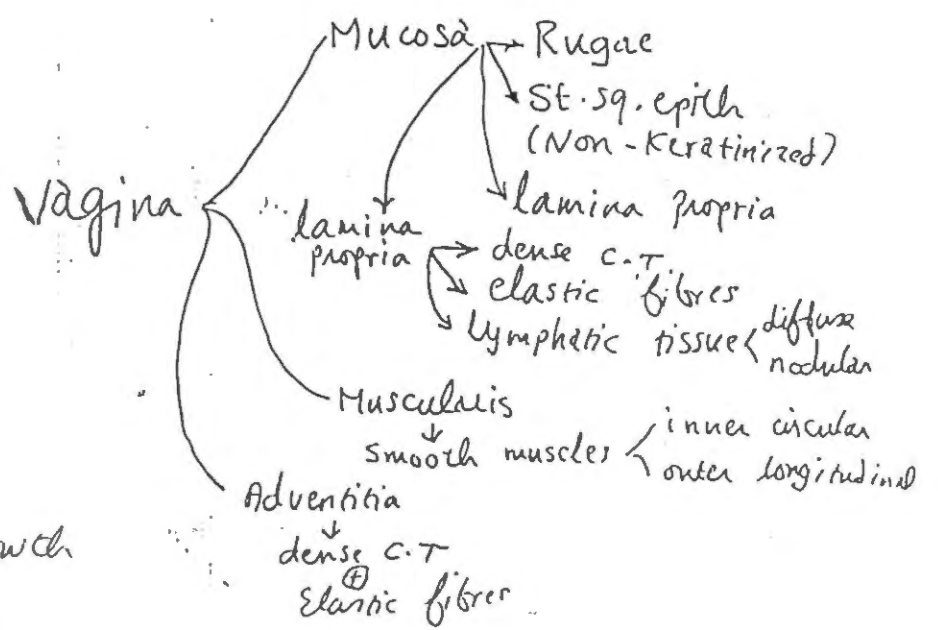 Mucosa → Rugae
St. sq. epith
(Non-Keratinized)
Vagina
lamina propria
lamina
propria
dense C.T
elastic fibres
lymphatic tissue
diffuse
nodular
Muscularis
smooth muscles
inner circular
outer longitudinal
Adventitia
dense C.T
+
Elastic fibres